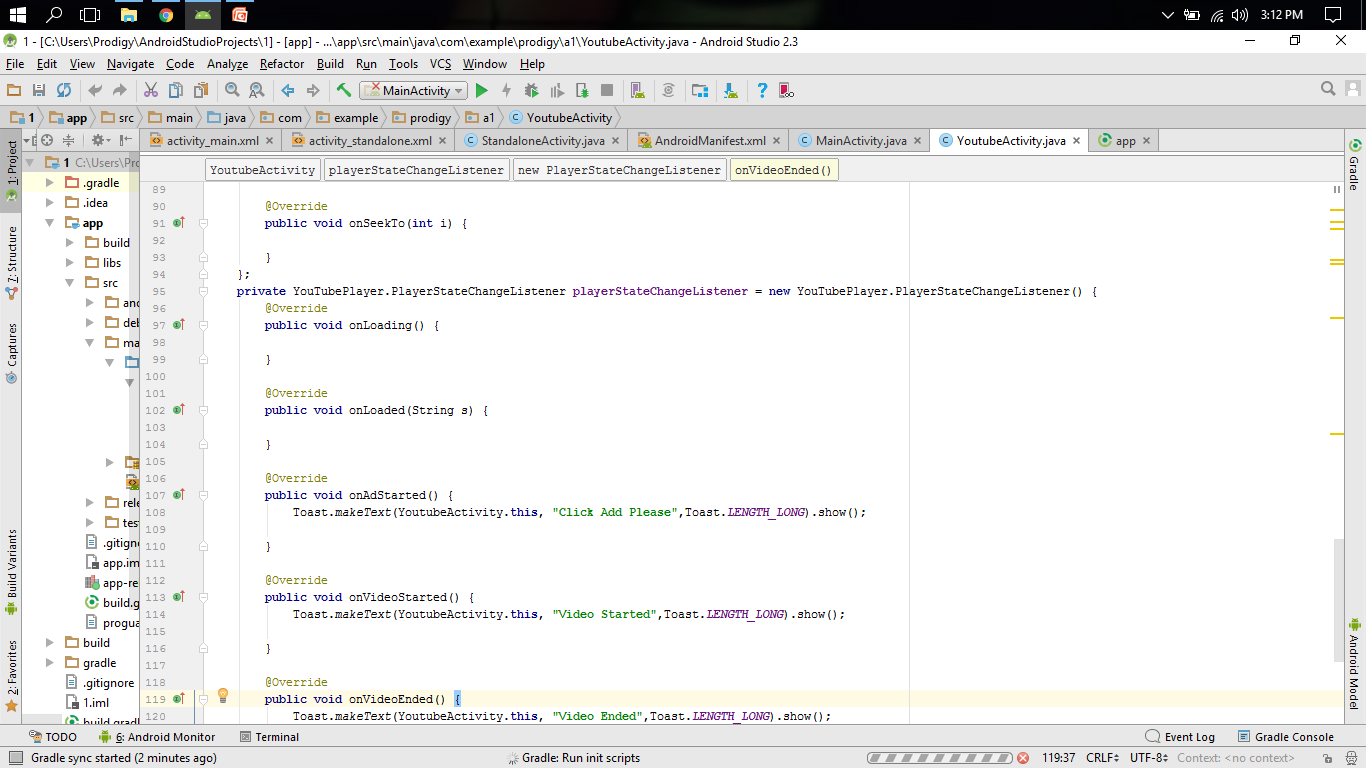 3:12 PM
1 - [C:\Users\Prodigy\AndroidStudioProjects\1] - [app] - ...\app\src\main\java\com\example\prodigy\a1\YoutubeActivity.java - Android Studio 2.3
File Edit View Navigate Code Analyze Refactor Build Run Tools VCS Window Help
MainActivity
1 app src main java com example prodigy a1 YoutubeActivity
activity_main.xml activity_standalone.xml StandaloneActivity.java AndroidManifest.xml MainActivity.java YoutubeActivity.java app
1: Project
7: Structure
Captures
Build Variants
2: Favorites
1 C:\Users\Pro
.gradle
.idea
app
build
libs
src
and
deb
ma
rele
test
.gitign
app.im
app-re
build.g
progua
build
gradle
.gitignore
1.iml
build.gradl
YoutubeActivity playerStateChangeListener new PlayerStateChangeListener onVideoEnded()
89
90 @Override
91 public void onSeekTo(int i) {
92
93 }
94 };
95 private YouTubePlayer.PlayerStateChangeListener playerStateChangeListener = new YouTubePlayer.PlayerStateChangeListener() {
96 @Override
97 public void onLoading() {
98
99 }
100
101 @Override
102 public void onLoaded(String s) {
103
104 }
105
106 @Override
107 public void onAdStarted() {
108 Toast.makeText(YoutubeActivity.this, "Click Add Please",Toast.LENGTH_LONG).show();
109
110 }
111
112 @Override
113 public void onVideoStarted() {
114 Toast.makeText(YoutubeActivity.this, "Video Started",Toast.LENGTH_LONG).show();
115
116 }
117
118 @Override
119 public void onVideoEnded() {
120 Toast.makeText(YoutubeActivity.this, "Video Ended",Toast.LENGTH_LONG).show();
Gradle
Android Model
TODO 6: Android Monitor Terminal Event Log Gradle Console
Gradle sync started (2 minutes ago) Gradle: Run init scripts 119:37 CRLF UTF-8 Context: <no context>